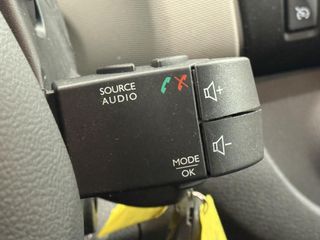 SOURCE
AUDIO
+
-
MODE
OK